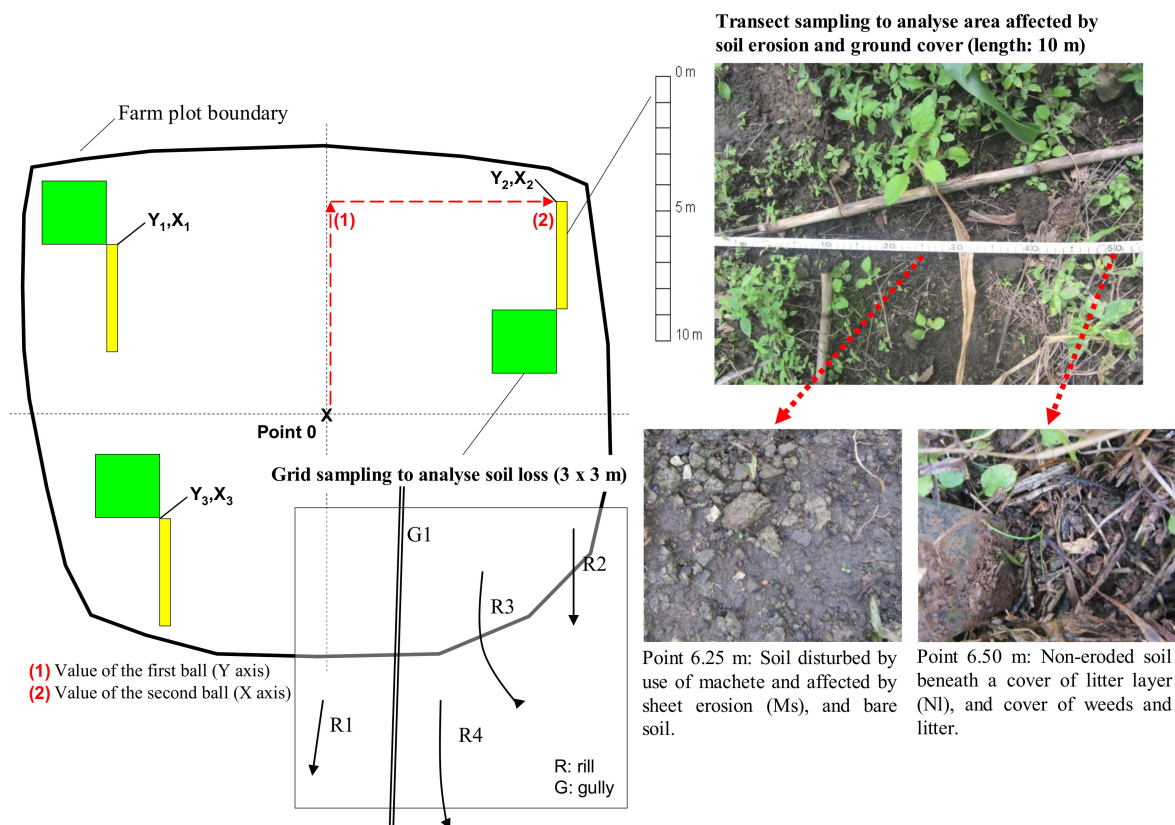 Transect sampling to analyse area affected by
soil erosion and ground cover (length: 10 m)
0 m
5 m
10 m
Farm plot boundary
Y2,X2
(1)
(2)
Y1,X1
X
Point 0
Grid sampling to analyse soil loss (3 x 3 m)
Y3,X3
G1
R2
R3
R1
R4
R: rill
G: gully
(1) Value of the first ball (Y axis)
(2) Value of the second ball (X axis)
10
20
30
40
50
Point 6.25 m: Soil disturbed by
use of machete and affected by
sheet erosion (Ms), and bare
soil.
Point 6.50 m: Non-eroded soil
beneath a cover of litter layer
(Nl), and cover of weeds and
litter.